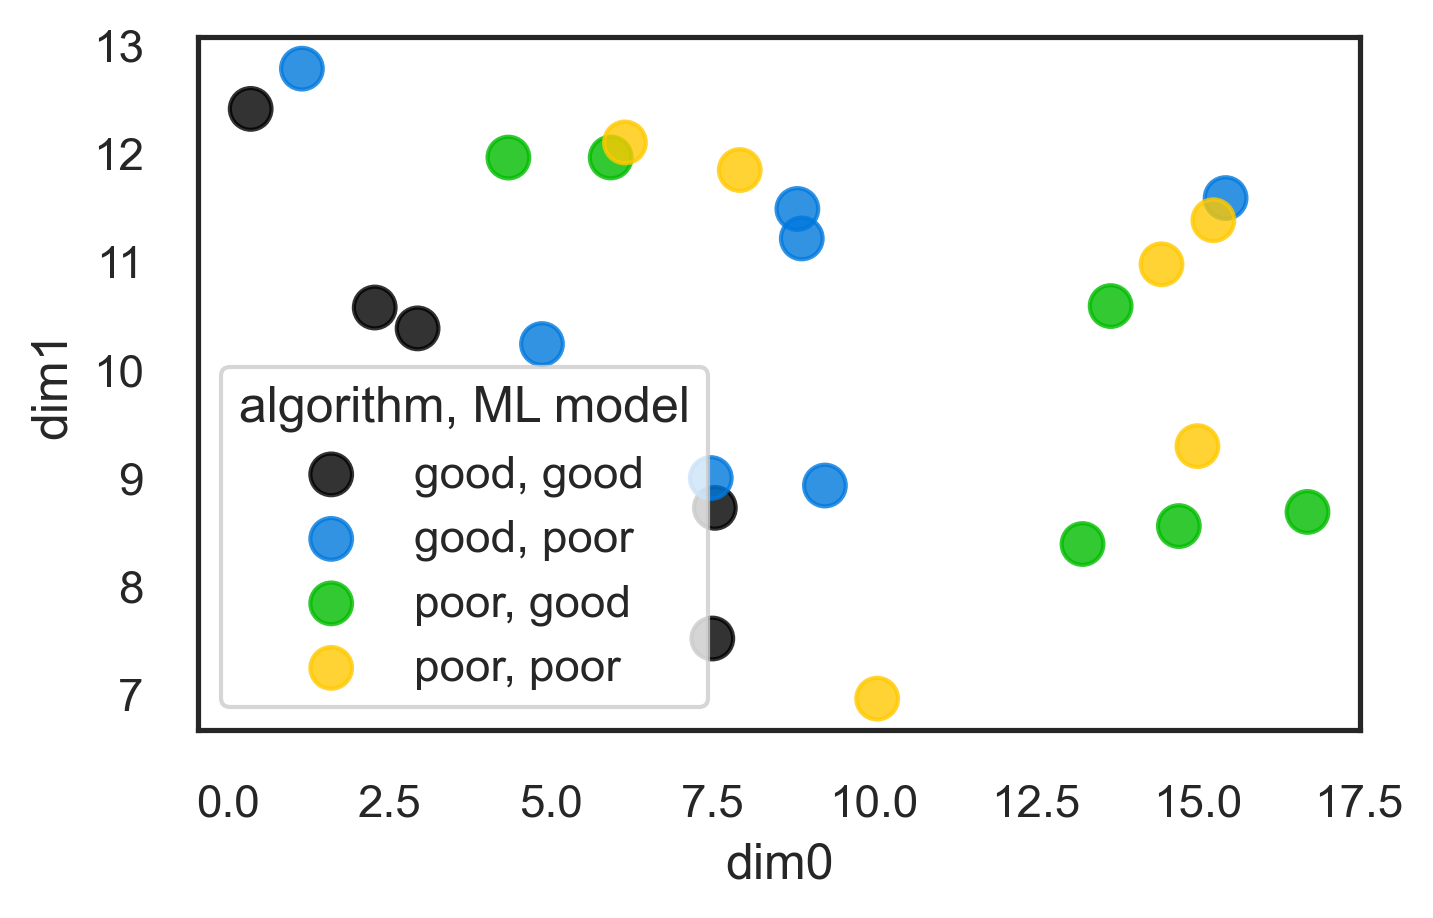 13
12
11
10
9
8
7
dim1
algorithm, ML model
good, good
good, poor
poor, good
poor, poor
0.0 2.5 5.0 7.5 10.0 12.5 15.0 17.5
dim0